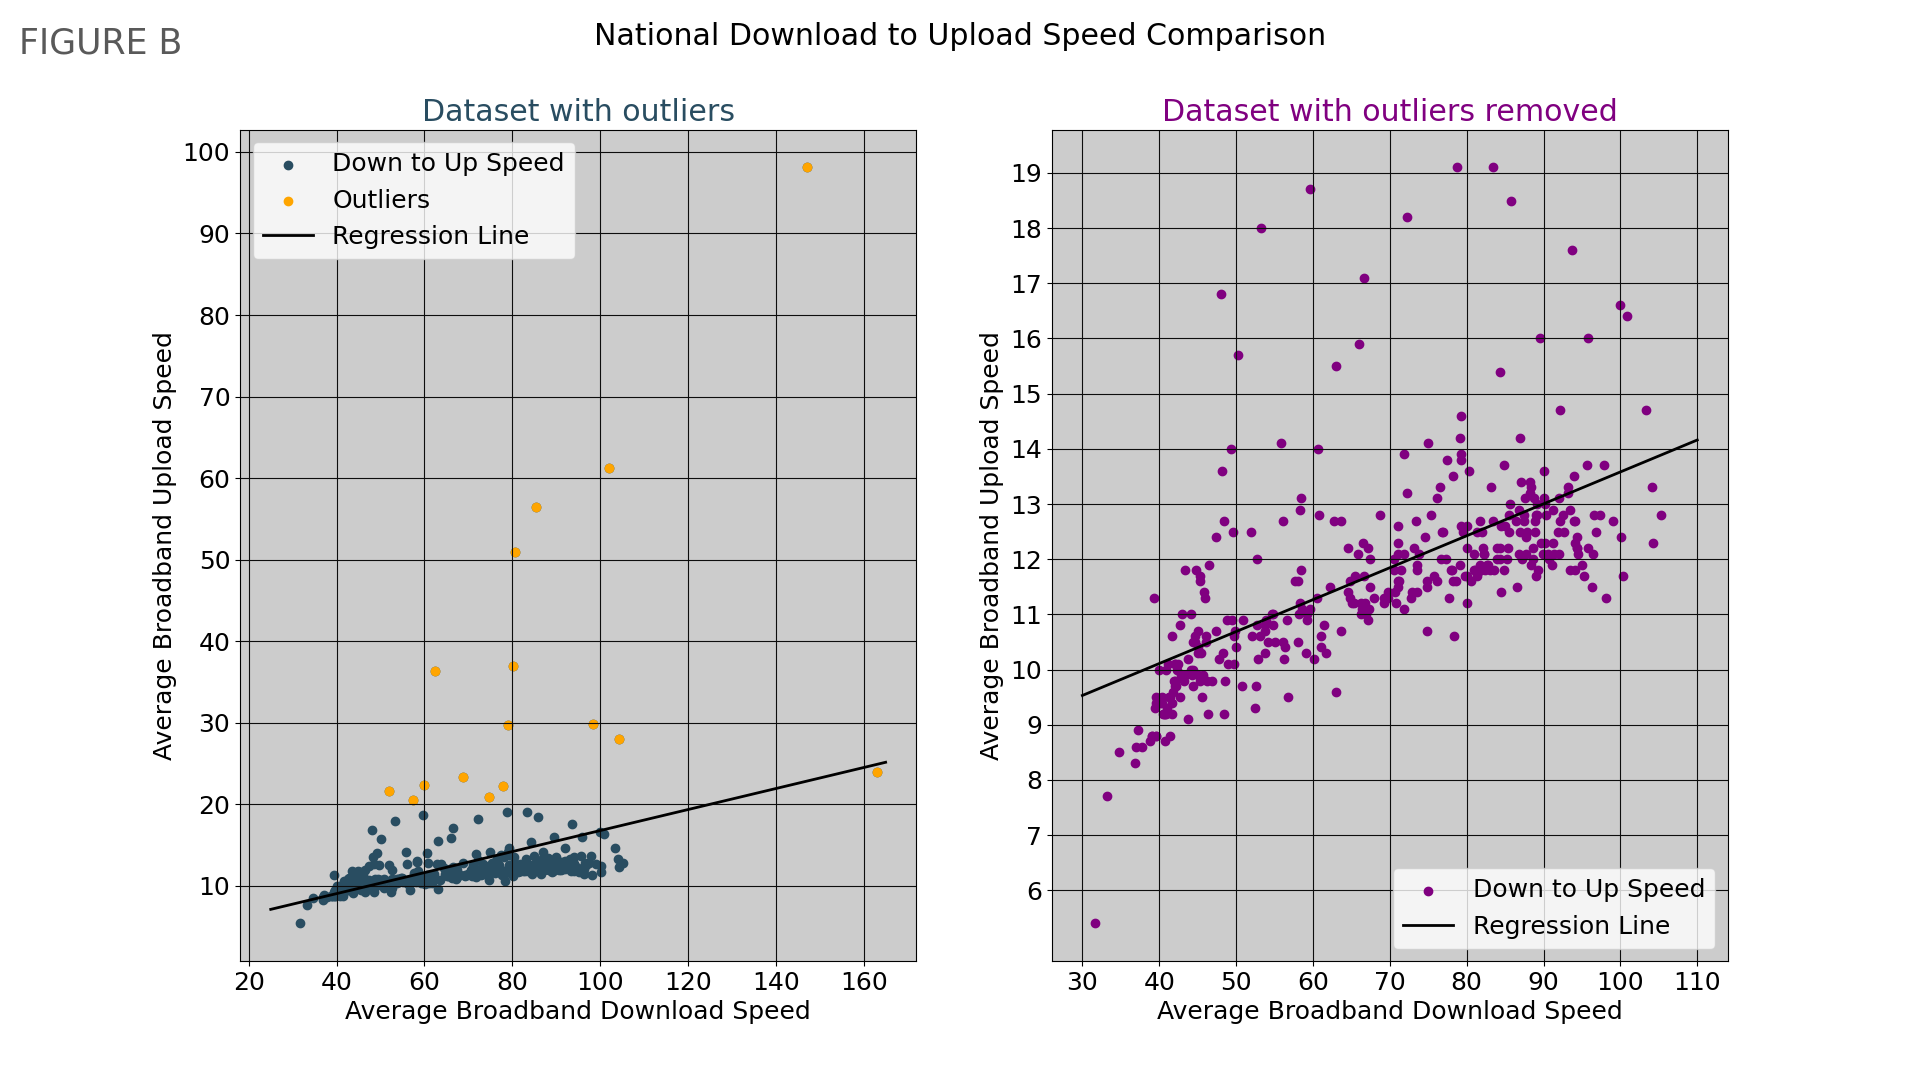 FIGURE B
National Download to Upload Speed Comparison
Dataset with outliers
100
90
80
70
60
50
40
30
20
10
Average Broadband Upload Speed
Down to Up Speed
Outliers
Regression Line
20 40 60 80 100 120 140 160
Average Broadband Download Speed
Dataset with outliers removed
19
18
17
16
15
14
13
12
11
10
9
8
7
6
Average Broadband Upload Speed
Down to Up Speed
Regression Line
30 40 50 60 70 80 90 100 110
Average Broadband Download Speed